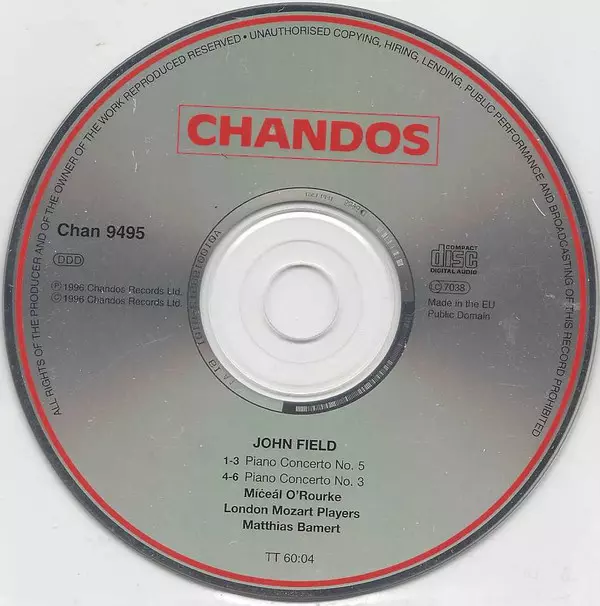 ALL RIGHTS OF THE PRODUCER AND OF THE OWNER OF THE WORK REPRODUCED RESERVED • UNAUTHORISED COPYING, HIRING, LENDING, PUBLIC PERFORMANCE AND BROADCASTING OF THIS RECORD PROHIBITED
CHANDOS
Chan 9495
DDD
℗ 1996 Chandos Records Ltd.
© 1996 Chandos Records Ltd.
COMPACT
disc
DIGITAL AUDIO
LC 7038
Made in the EU
Public Domain
JOHN FIELD
1-3 Piano Concerto No. 5
4-6 Piano Concerto No. 3
Míċeál O'Rourke
London Mozart Players
Matthias Bamert
TT 60:04